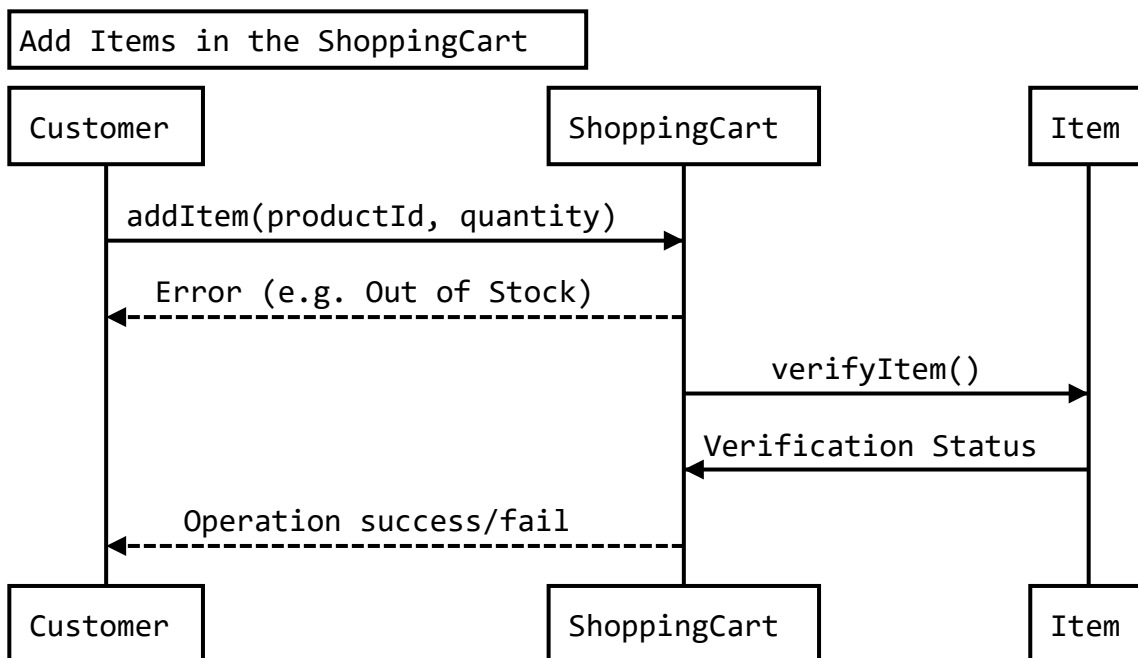 Add Items in the ShoppingCart
Customer
ShoppingCart
Item
addItem(productId, quantity)
Error (e.g. Out of Stock)
verifyItem()
Verification Status
Operation success/fail
Customer
ShoppingCart
Item